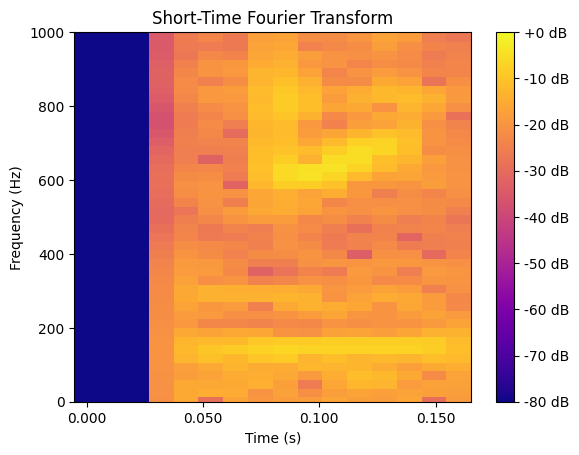 Short-Time Fourier Transform
Frequency (Hz)
1000
800
600
400
200
0
0.000
0.050
0.100
0.150
Time (s)
+0 dB
-10 dB
-20 dB
-30 dB
-40 dB
-50 dB
-60 dB
-70 dB
-80 dB